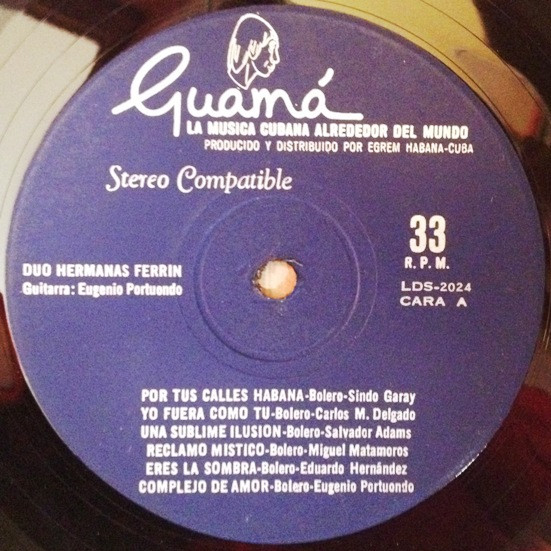 Guamá
LA MUSICA CUBANA ALREDEDOR DEL MUNDO
PRODUCIDO Y DISTRIBUIDO POR EGREM HABANA-CUBA
Stereo Compatible
33
R. P. M.
DUO HERMANAS FERRIN
Guitarra: Eugenio Portuondo
LDS-2024
CARA A
POR TUS CALLES HABANA-Bolero-Sindo Garay
YO FUERA COMO TU-Bolero-Carlos M. Delgado
UNA SUBLIME ILUSION-Bolero-Salvador Adams
RECLAMO MISTICO-Bolero-Miguel Matamoros
ERES LA SOMBRA-Bolero-Eduardo Hernández
COMPLEJO DE AMOR-Bolero-Eugenio Portuondo